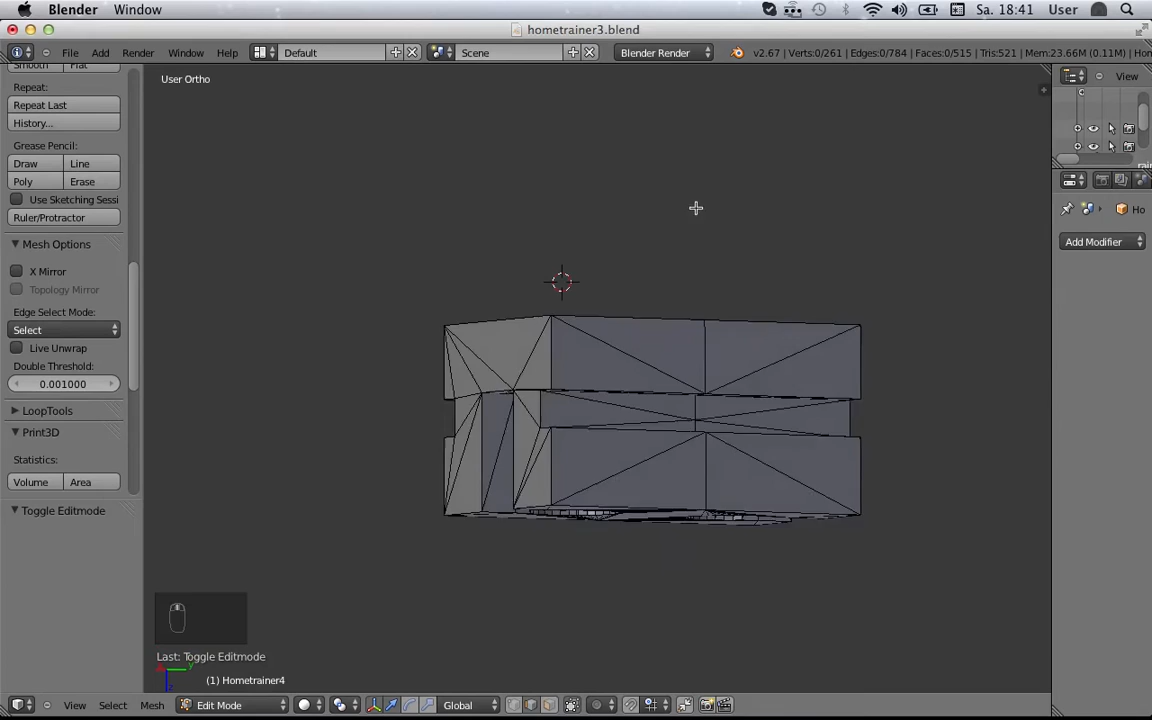 Blender Window Sa. 18:41 User
hometrainer3.blend
File Add Render Window Help Default Scene Blender Render v2.67 | Verts:0/261 | Edges:0/784 | Faces:0/515 | Tris:521 | Mem:23.66M (0.11M) | Hon
Smooth Flat
Repeat:
Repeat Last
History...
Grease Pencil:
Draw Line
Poly Erase
Use Sketching Sessi
Ruler/Protractor
Mesh Options
X Mirror
Topology Mirror
Edge Select Mode:
Select
Live Unwrap
Double Threshold:
0.001000
LoopTools
Print3D
Statistics:
Volume Area
Toggle Editmode
User Ortho
Last: Toggle Editmode
(1) Hometrainer4
View Select Mesh Edit Mode Global
View
Ho
Add Modifier